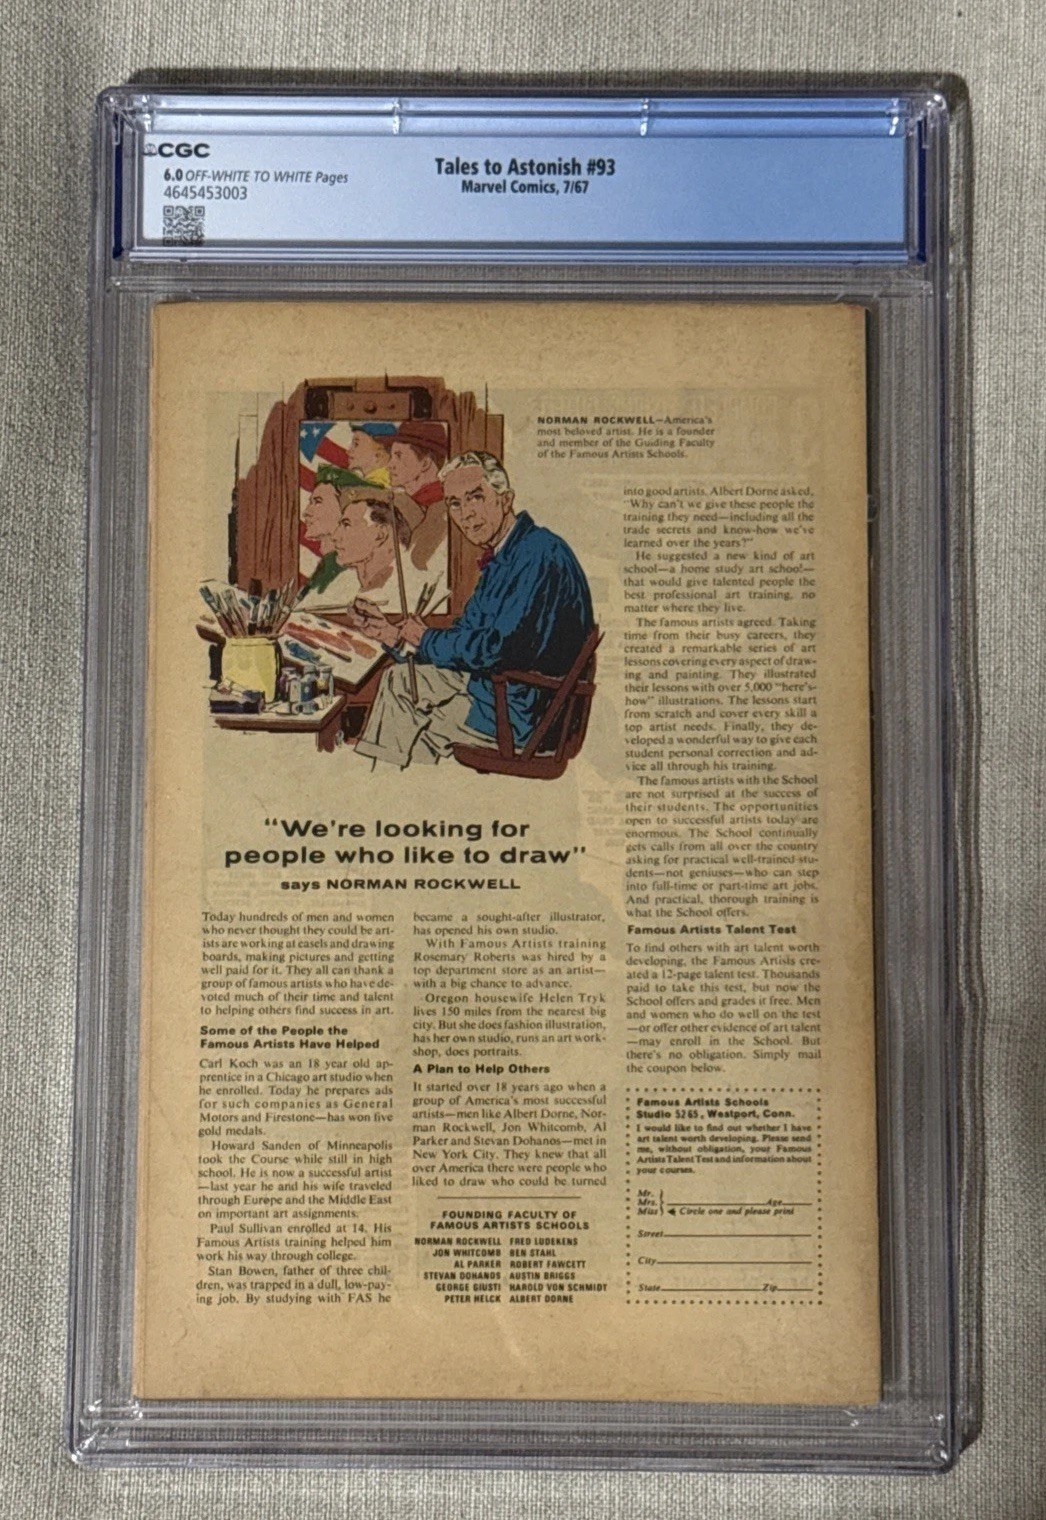 CGC
6.0 OFF-WHITE TO WHITE Pages
4645453003
Tales to Astonish #93
Marvel Comics, 7/67
NORMAN ROCKWELL—America's
most beloved artist. He is a founder
and member of the Guiding Faculty
of the Famous Artists Schools.
"We're looking for
people who like to draw"
says NORMAN ROCKWELL
Today hundreds of men and women
who never thought they could be art-
ists are working at easels and drawing
boards, making pictures and getting
well paid for it. They all can thank a
group of famous artists who have de-
voted much of their time and talent
to helping others find success in art.
Some of the People the
Famous Artists Have Helped
Carl Koch was an 18 year old ap-
prentice in a Chicago art studio when
he enrolled. Today he prepares ads
for such companies as General
Motors and Firestone—has won five
gold medals.
Howard Sanden of Minneapolis
took the Course while still in high
school. He is now a successful artist
—last year he and his wife traveled
through Europe and the Middle East
on important art assignments.
Paul Sullivan enrolled at 14. His
Famous Artists training helped him
work his way through college.
Stan Bowen, father of three chil-
dren, was trapped in a dull, low-pay-
ing job. By studying with FAS he
became a sought-after illustrator,
has opened his own studio.
With Famous Artists training
Rosemary Roberts was hired by a
top department store as an artist—
with a big chance to advance.
Oregon housewife Helen Tryk
lives 150 miles from the nearest big
city. But she does fashion illustration,
has her own studio, runs an art work-
shop, does portraits.
A Plan to Help Others
It started over 18 years ago when a
group of America's most successful
artists—men like Albert Dorne, Nor-
man Rockwell, Jon Whitcomb, Al
Parker and Stevan Dohanos—met in
New York City. They knew that all
over America there were people who
liked to draw who could be turned
FOUNDING FACULTY OF
FAMOUS ARTISTS SCHOOLS
NORMAN ROCKWELL FRED LUDEKENS
JON WHITCOMB BEN STAHL
AL PARKER ROBERT FAWCETT
STEVAN DOHANOS AUSTIN BRIGGS
GEORGE GIUSTI HAROLD VON SCHMIDT
PETER HELCK ALBERT DORNE
into good artists. Albert Dorne asked,
"Why can't we give these people the
training they need—including all the
trade secrets and know-how we've
learned over the years?"
He suggested a new kind of art
school—a home study art school—
that would give talented people the
best professional art training, no
matter where they live.
The famous artists agreed. Taking
time from their busy careers, they
created a remarkable series of art
lessons covering every aspect of draw-
ing and painting. They illustrated
their lessons with over 5,000 "here's-
how" illustrations. The lessons start
from scratch and cover every skill a
top artist needs. Finally, they de-
veloped a wonderful way to give each
student personal correction and ad-
vice all through his training.
The famous artists with the School
are not surprised at the success of
their students. The opportunities
open to successful artists today are
enormous. The School continually
gets calls from all over the country
asking for practical well-trained stu-
dents—not geniuses—who can step
into full-time or part-time art jobs.
And practical, thorough training is
what the School offers.
Famous Artists Talent Test
To find others with art talent worth
developing, the Famous Artists cre-
ated a 12-page talent test. Thousands
paid to take this test, but now the
School offers and grades it free. Men
and women who do well on the test
—or offer other evidence of art talent
—may enroll in the School. But
there's no obligation. Simply mail
the coupon below.
Famous Artists Schools
Studio 5265, Westport, Conn.
I would like to find out whether I have
art talent worth developing. Please send
me, without obligation, your Famous
Artists Talent Test and information about
your courses.
Mr.
Mrs. Age
Miss Circle one and please print
Street
City
State Zip